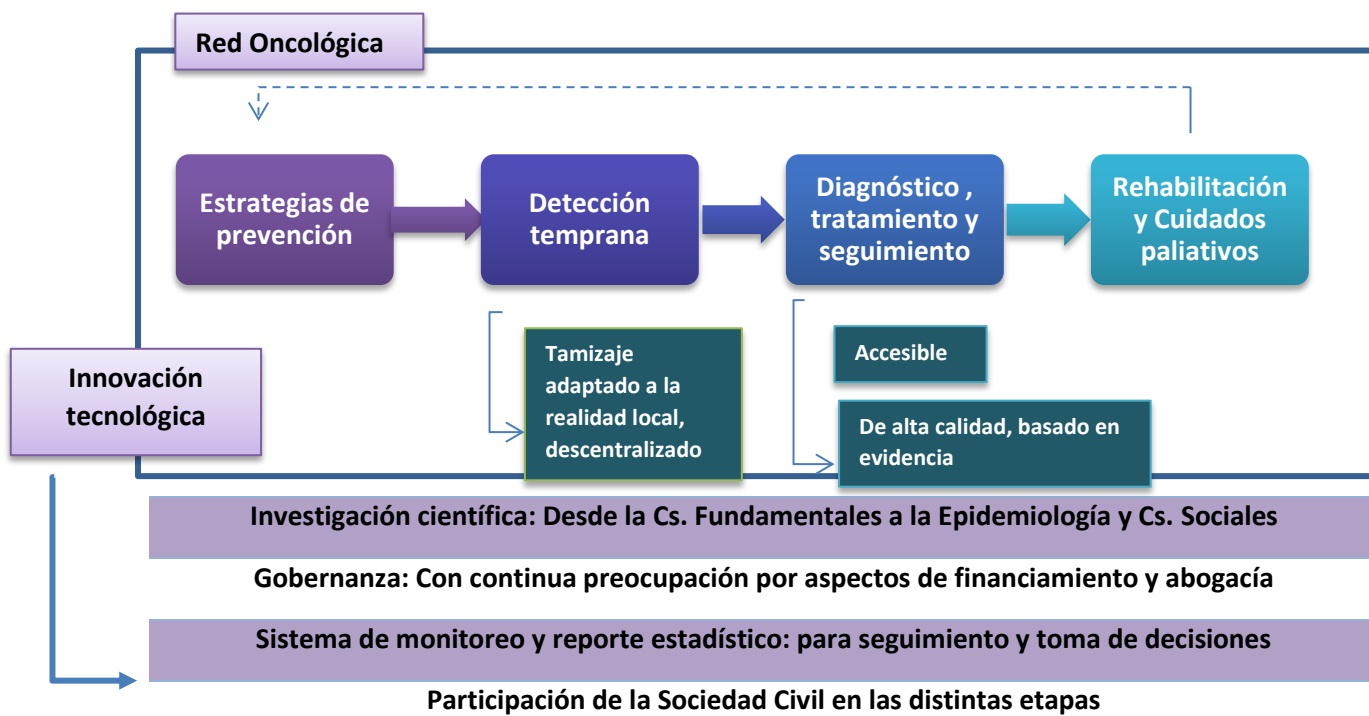 Red Oncológica
Estrategias de
prevención
Detección
temprana
Diagnóstico ,
tratamiento y
seguimiento
Rehabilitación
y Cuidados
paliativos
Innovación
tecnológica
Tamizaje
adaptado a la
realidad local,
descentralizado
Accesible
De alta calidad, basado en
evidencia
Investigación científica: Desde la Cs. Fundamentales a la Epidemiología y Cs. Sociales
Gobernanza: Con continua preocupación por aspectos de financiamiento y abogacía
Sistema de monitoreo y reporte estadístico: para seguimiento y toma de decisiones
Participación de la Sociedad Civil en las distintas etapas